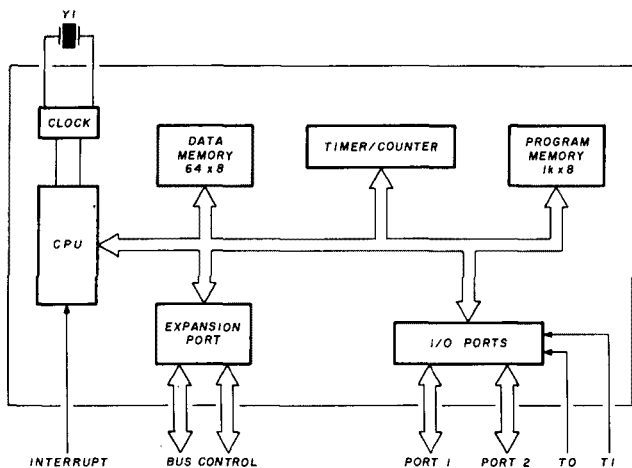 Y1
CLOCK
CPU
DATA
MEMORY
64 x 8
TIMER/COUNTER
PROGRAM
MEMORY
1k x 8
EXPANSION
PORT
I/O PORTS
INTERRUPT
BUS CONTROL
PORT 1
PORT 2
T0
T1